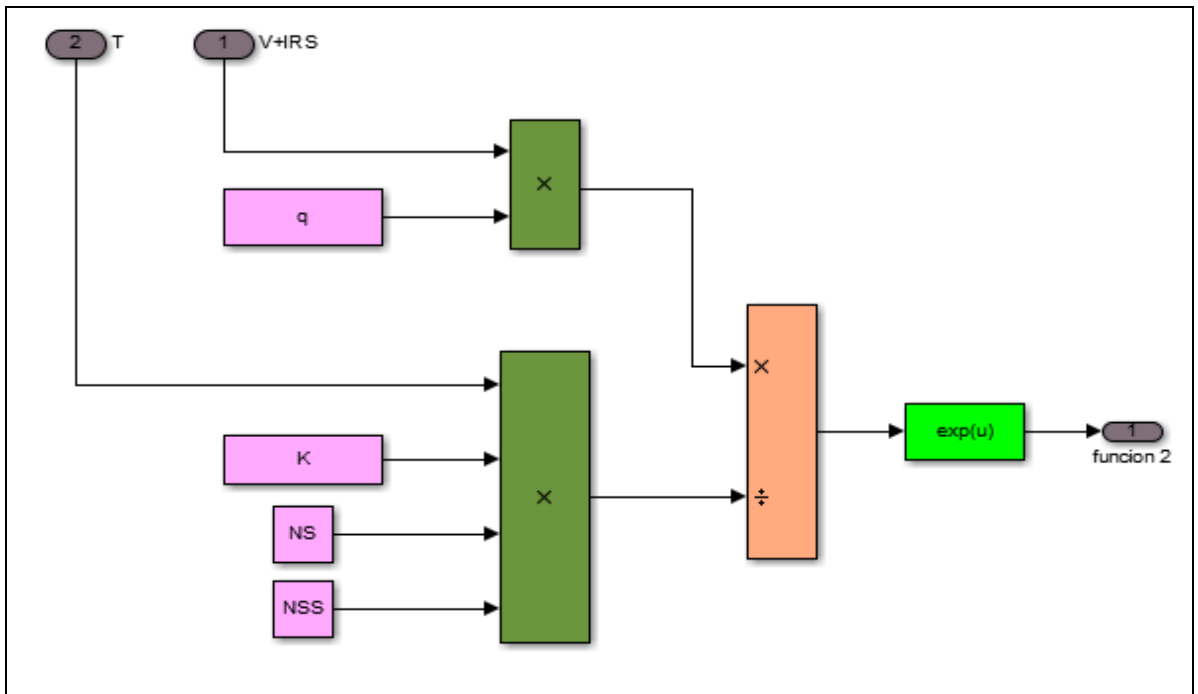 2 T
1 V+IRS
×
q
×
K
×
NS
÷
NSS
exp(u)
1
funcion 2